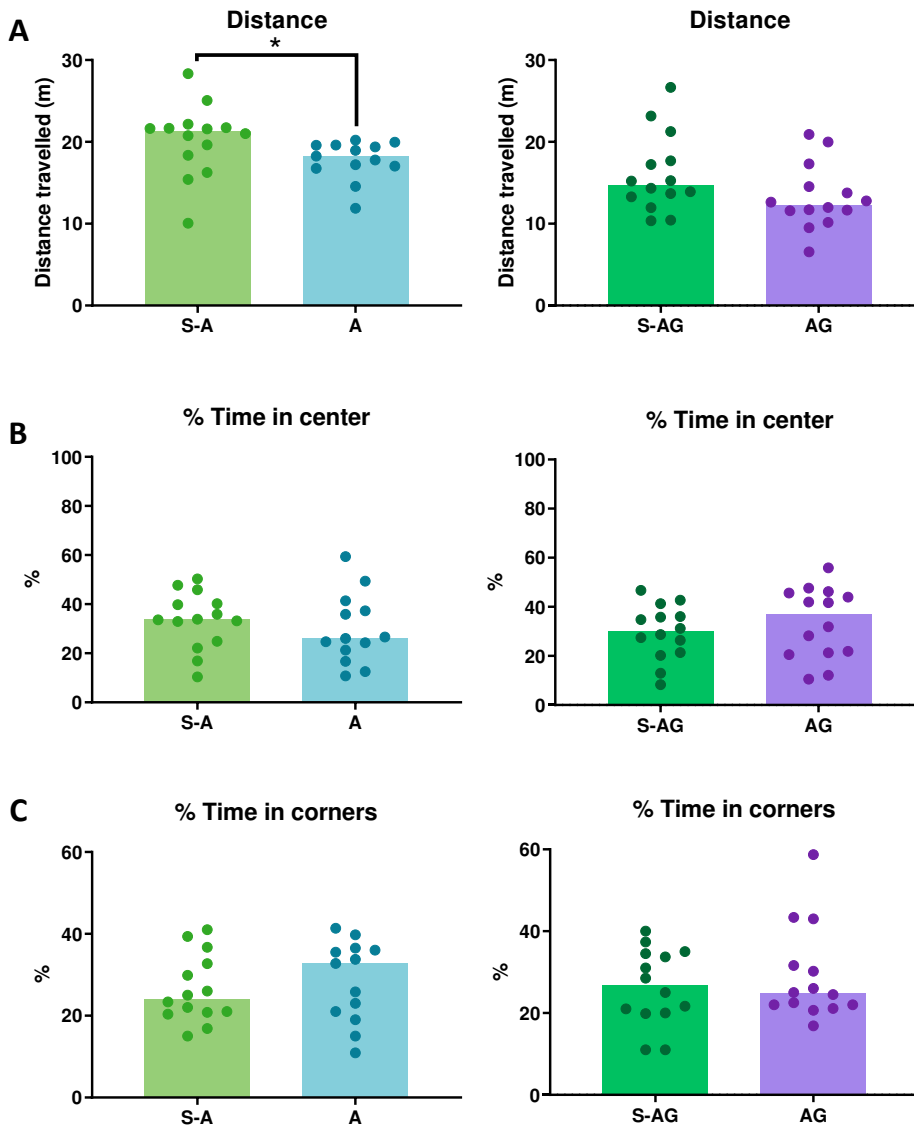 A
Distance
*
Distance travelled (m)
30
20
10
0
S-A
A
Distance
Distance travelled (m)
30
20
10
0
S-AG
AG
B
% Time in center
%
100
80
60
40
20
0
S-A
A
% Time in center
%
100
80
60
40
20
0
S-AG
AG
C
% Time in corners
%
60
40
20
0
S-A
A
% Time in corners
%
60
40
20
0
S-AG
AG